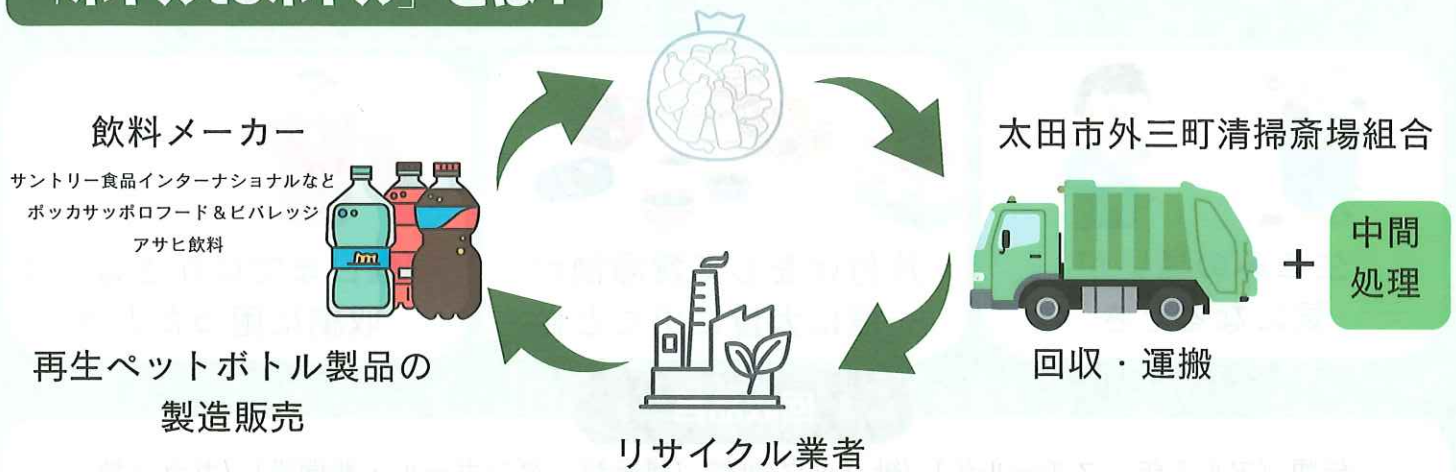 とは
飲料メーカー
サントリー食品インターナショナルなど
ポッカサッポロフード＆ビバレッジ
アサヒ飲料
再生ペットボトル製品の
製造販売
太田市外三町清掃斎場組合
中間
処理
回収・運搬
リサイクル業者